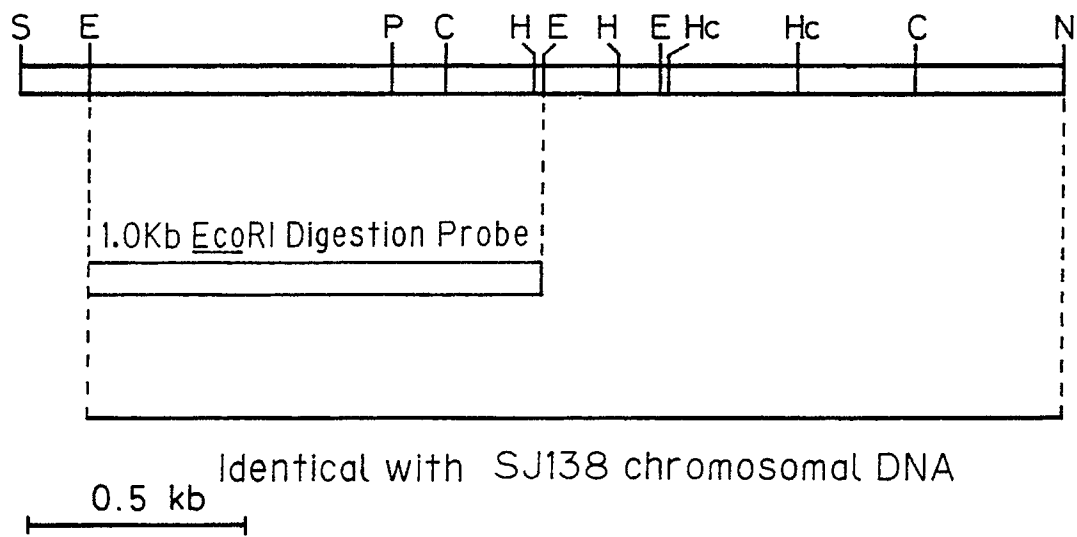 S E P C H E H E Hc Hc C N
1.0Kb EcoRI Digestion Probe
Identical with SJ138 chromosomal DNA
0.5 kb